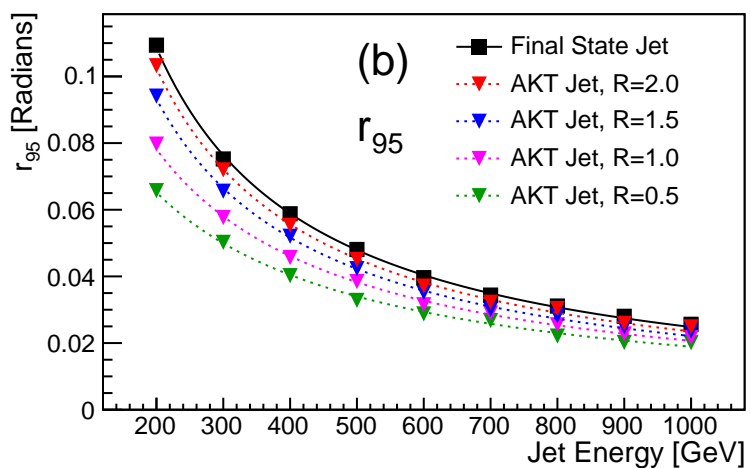 r95 [Radians]
0.1
0.08
0.06
0.04
0.02
0
(b)
r95
Final State Jet
AKT Jet, R=2.0
AKT Jet, R=1.5
AKT Jet, R=1.0
AKT Jet, R=0.5
200 300 400 500 600 700 800 900 1000
Jet Energy [GeV]